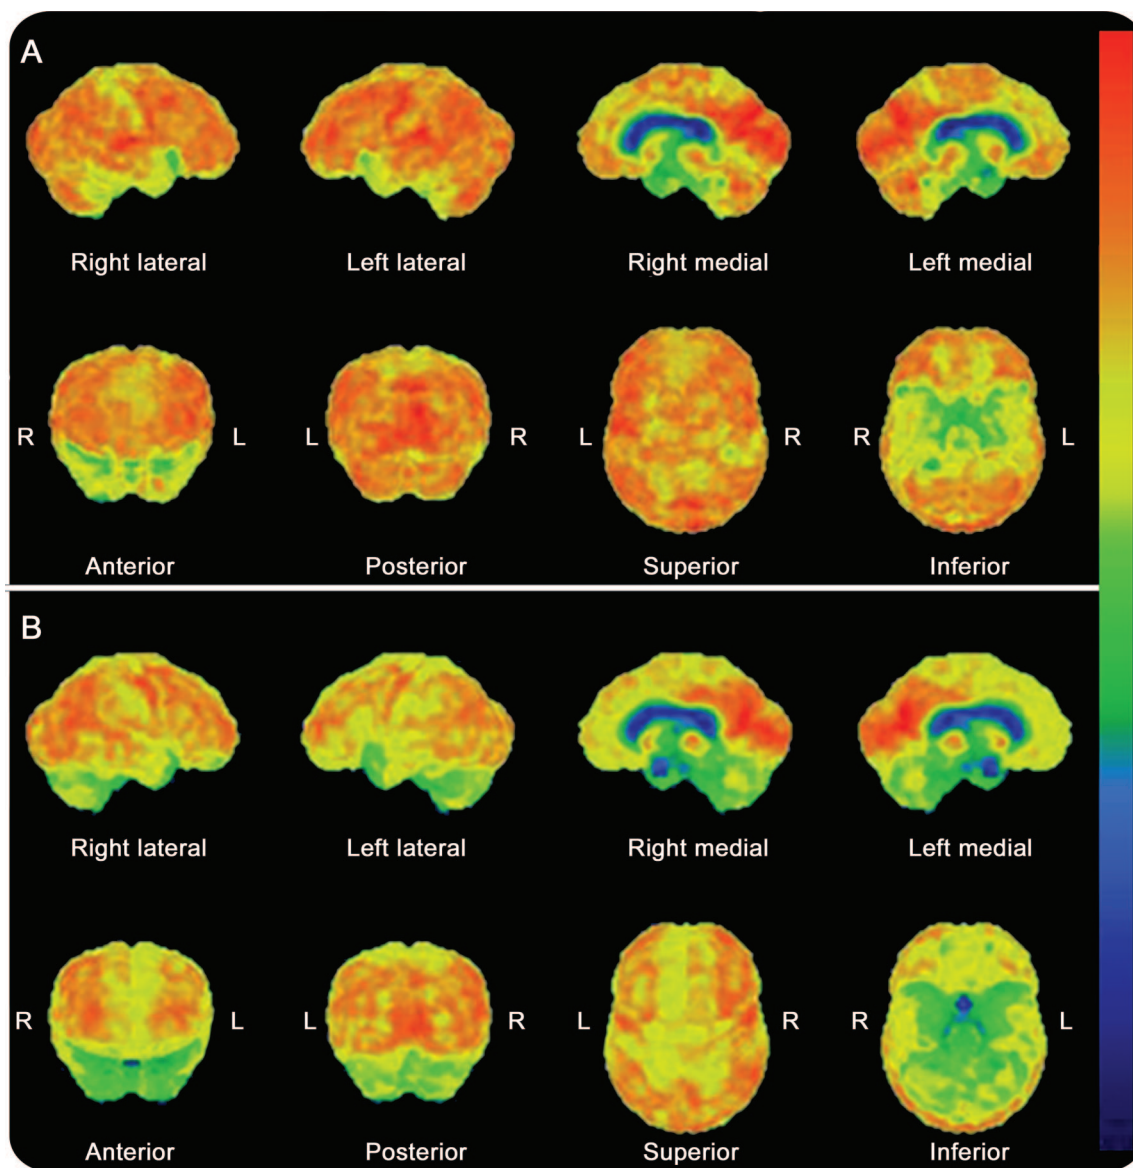 A
Right lateral Left lateral Right medial Left medial
R L L R L R R L
Anterior Posterior Superior Inferior
B
Right lateral Left lateral Right medial Left medial
R L L R L R R L
Anterior Posterior Superior Inferior